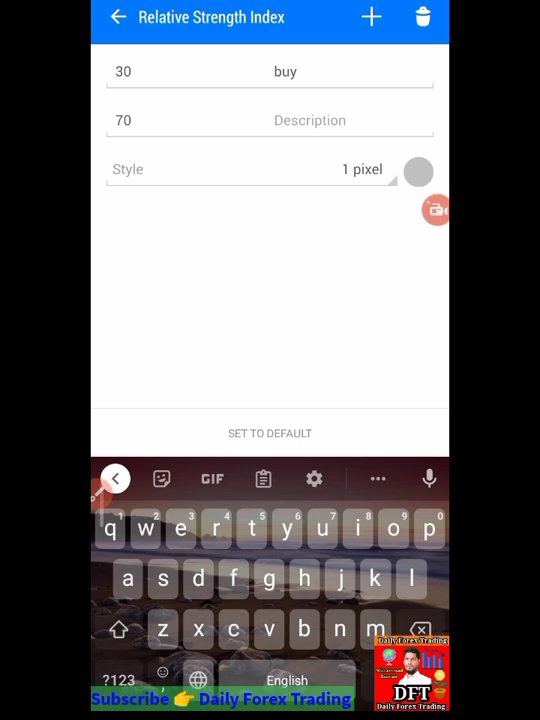 Relative Strength Index
30 buy
70 Description
Style 1 pixel
SET TO DEFAULT
GIF
1 2 3 4 5 6 7 8 9 0
q w e r t y u i o p
a s d f g h j k l
z x c v b n m
?123 , English
Daily Forex Trading
DFT
Daily Forex Trading
Subscribe 👉 Daily Forex Trading